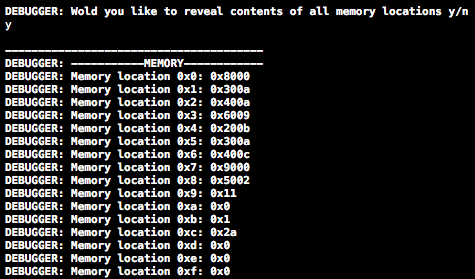 DEBUGGER: Wold you like to reveal contents of all memory locations y/n
y
---------------------------------------
DEBUGGER: -----------MEMORY------------
DEBUGGER: Memory location 0x0: 0x8000
DEBUGGER: Memory location 0x1: 0x300a
DEBUGGER: Memory location 0x2: 0x400a
DEBUGGER: Memory location 0x3: 0x6009
DEBUGGER: Memory location 0x4: 0x200b
DEBUGGER: Memory location 0x5: 0x300a
DEBUGGER: Memory location 0x6: 0x400c
DEBUGGER: Memory location 0x7: 0x9000
DEBUGGER: Memory location 0x8: 0x5002
DEBUGGER: Memory location 0x9: 0x11
DEBUGGER: Memory location 0xa: 0x0
DEBUGGER: Memory location 0xb: 0x1
DEBUGGER: Memory location 0xc: 0x2a
DEBUGGER: Memory location 0xd: 0x0
DEBUGGER: Memory location 0xe: 0x0
DEBUGGER: Memory location 0xf: 0x0